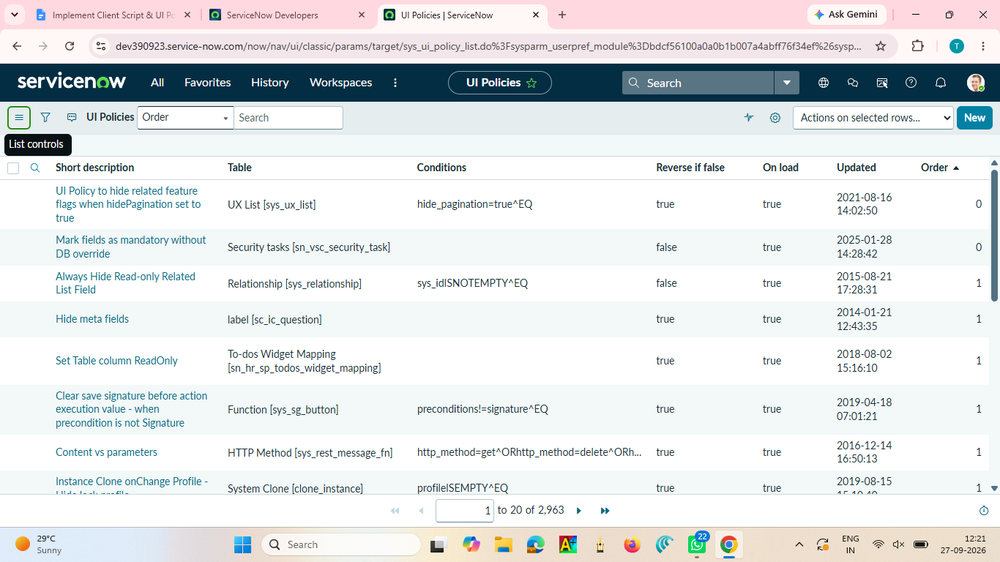 Implement Client Script & UI Po
ServiceNow Developers
UI Policies | ServiceNow
Ask Gemini
dev390923.service-now.com/now/nav/ui/classic/params/target/sys_ui_policy_list.do%3Fsysparm_userpref_module%3Dbdcf56100a0a0b1b007a4abff76f34ef%26sysp...
T
servicenow
All
Favorites
History
Workspaces
UI Policies
Search
UI Policies
Order
Search
Actions on selected rows...
New
List controls
Short description
Table
Conditions
Reverse if false
On load
Updated
Order
UI Policy to hide related feature
flags when hidePagination set to
true
UX List [sys_ux_list]
hide_pagination=true^EQ
true
true
2021-08-16
14:02:50
0
Mark fields as mandatory without
DB override
Security tasks [sn_vsc_security_task]
false
true
2025-01-28
14:28:42
0
Always Hide Read-only Related
List Field
Relationship [sys_relationship]
sys_idISNOTEMPTY^EQ
false
true
2015-08-21
17:28:31
1
Hide meta fields
label [sc_ic_question]
true
true
2014-01-21
12:43:35
1
Set Table column ReadOnly
To-dos Widget Mapping
[sn_hr_sp_todos_widget_mapping]
true
true
2018-08-02
15:16:10
1
Clear save signature before action
execution value - when
precondition is not Signature
Function [sys_sg_button]
preconditions!=signature^EQ
true
true
2019-04-18
07:01:21
1
Content vs parameters
HTTP Method [sys_rest_message_fn]
http_method=get^ORhttp_method=delete^ORh...
true
true
2016-12-14
16:50:13
1
Instance Clone onChange Profile -
System Clone [clone_instance]
profileISEMPTY^EQ
true
true
2019-08-15
1
1 to 20 of 2,963
29°C
Sunny
Search
22
ENG
IN
12:21
27-09-2026